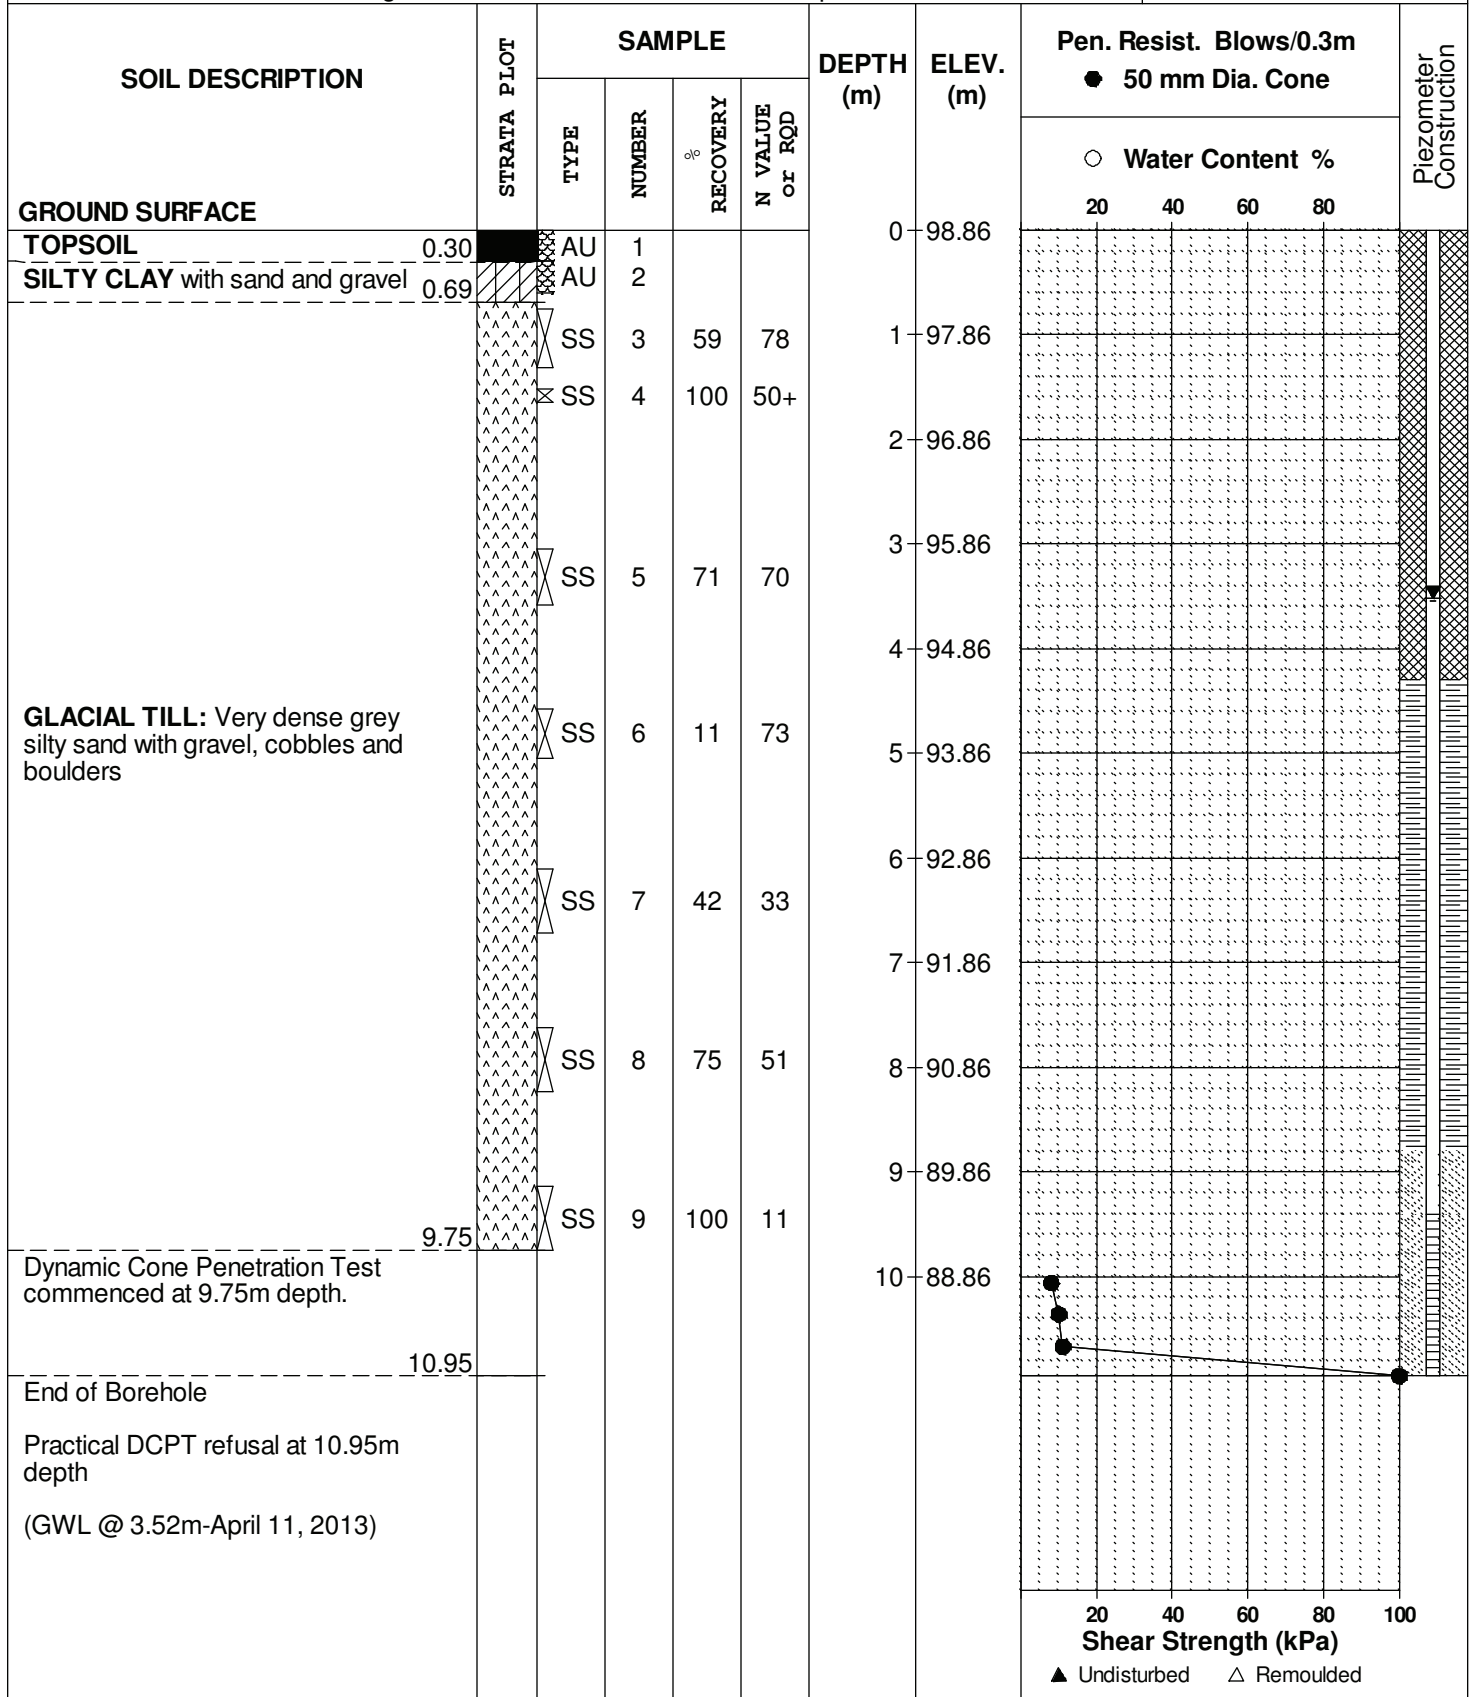 SOIL DESCRIPTION
GROUND SURFACE
STRATA PLOT
SAMPLE
TYPE
NUMBER
% RECOVERY
N VALUE or RQD
DEPTH (m)
ELEV. (m)
Pen. Resist. Blows/0.3m
● 50 mm Dia. Cone
○ Water Content %
20 40 60 80
Piezometer Construction
0 98.86
TOPSOIL 0.30 AU 1
SILTY CLAY with sand and gravel 0.69 AU 2
SS 3 59 78
1 97.86
SS 4 100 50+
2 96.86
3 95.86
SS 5 71 70
4 94.86
GLACIAL TILL: Very dense grey
silty sand with gravel, cobbles and
boulders
SS 6 11 73
5 93.86
6 92.86
SS 7 42 33
7 91.86
SS 8 75 51
8 90.86
9 89.86
SS 9 100 11
9.75
Dynamic Cone Penetration Test
commenced at 9.75m depth.
10 88.86
10.95
End of Borehole
Practical DCPT refusal at 10.95m
depth
(GWL @ 3.52m-April 11, 2013)
20 40 60 80 100
Shear Strength (kPa)
▲ Undisturbed △ Remoulded